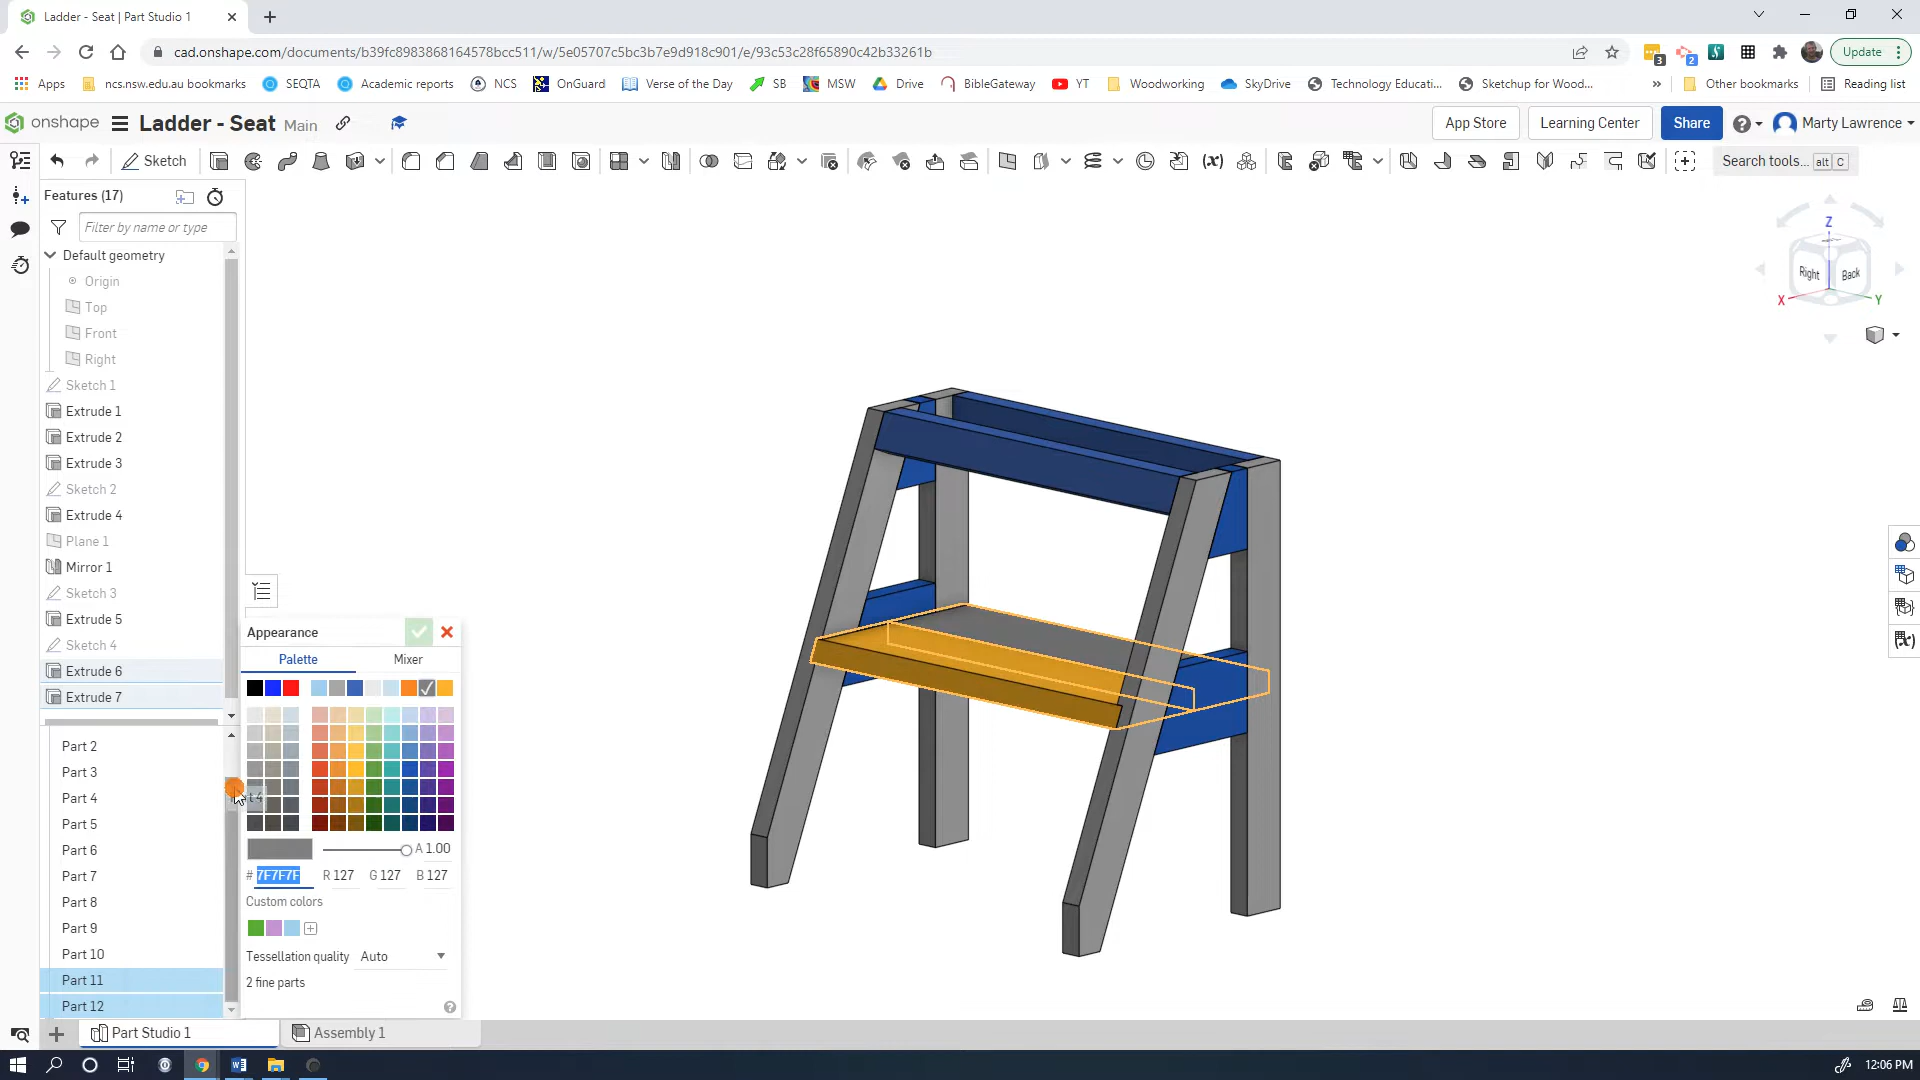 Ladder - Seat | Part Studio 1
cad.onshape.com/documents/b39fc8983868164578bcc511/w/5e05707c5bc3b7e9d918c901/e/93c53c28f65890c42b33261b
3
2
Update
Apps
ncs.nsw.edu.au bookmarks
SEQTA
Academic reports
NCS
OnGuard
Verse of the Day
SB
MSW
Drive
BibleGateway
YT
Woodworking
SkyDrive
Technology Educati...
Sketchup for Wood...
»
Other bookmarks
Reading list
onshape
Ladder - Seat Main
App Store
Learning Center
Share
Marty Lawrence
Sketch
Search tools... alt C
Features (17)
Filter by name or type
Default geometry
Origin
Top
Front
Right
Sketch 1
Extrude 1
Extrude 2
Extrude 3
Sketch 2
Extrude 4
Plane 1
Mirror 1
Sketch 3
Extrude 5
Sketch 4
Extrude 6
Extrude 7
Part 2
Part 3
Part 4
Part 5
Part 6
Part 7
Part 8
Part 9
Part 10
Part 11
Part 12
Appearance
Palette
Mixer
A 1.00
# 7F7F7F R 127 G 127 B 127
Custom colors
Tessellation quality Auto
2 fine parts
Z
Right
Back
X
Y
Part Studio 1
Assembly 1
12:06 PM